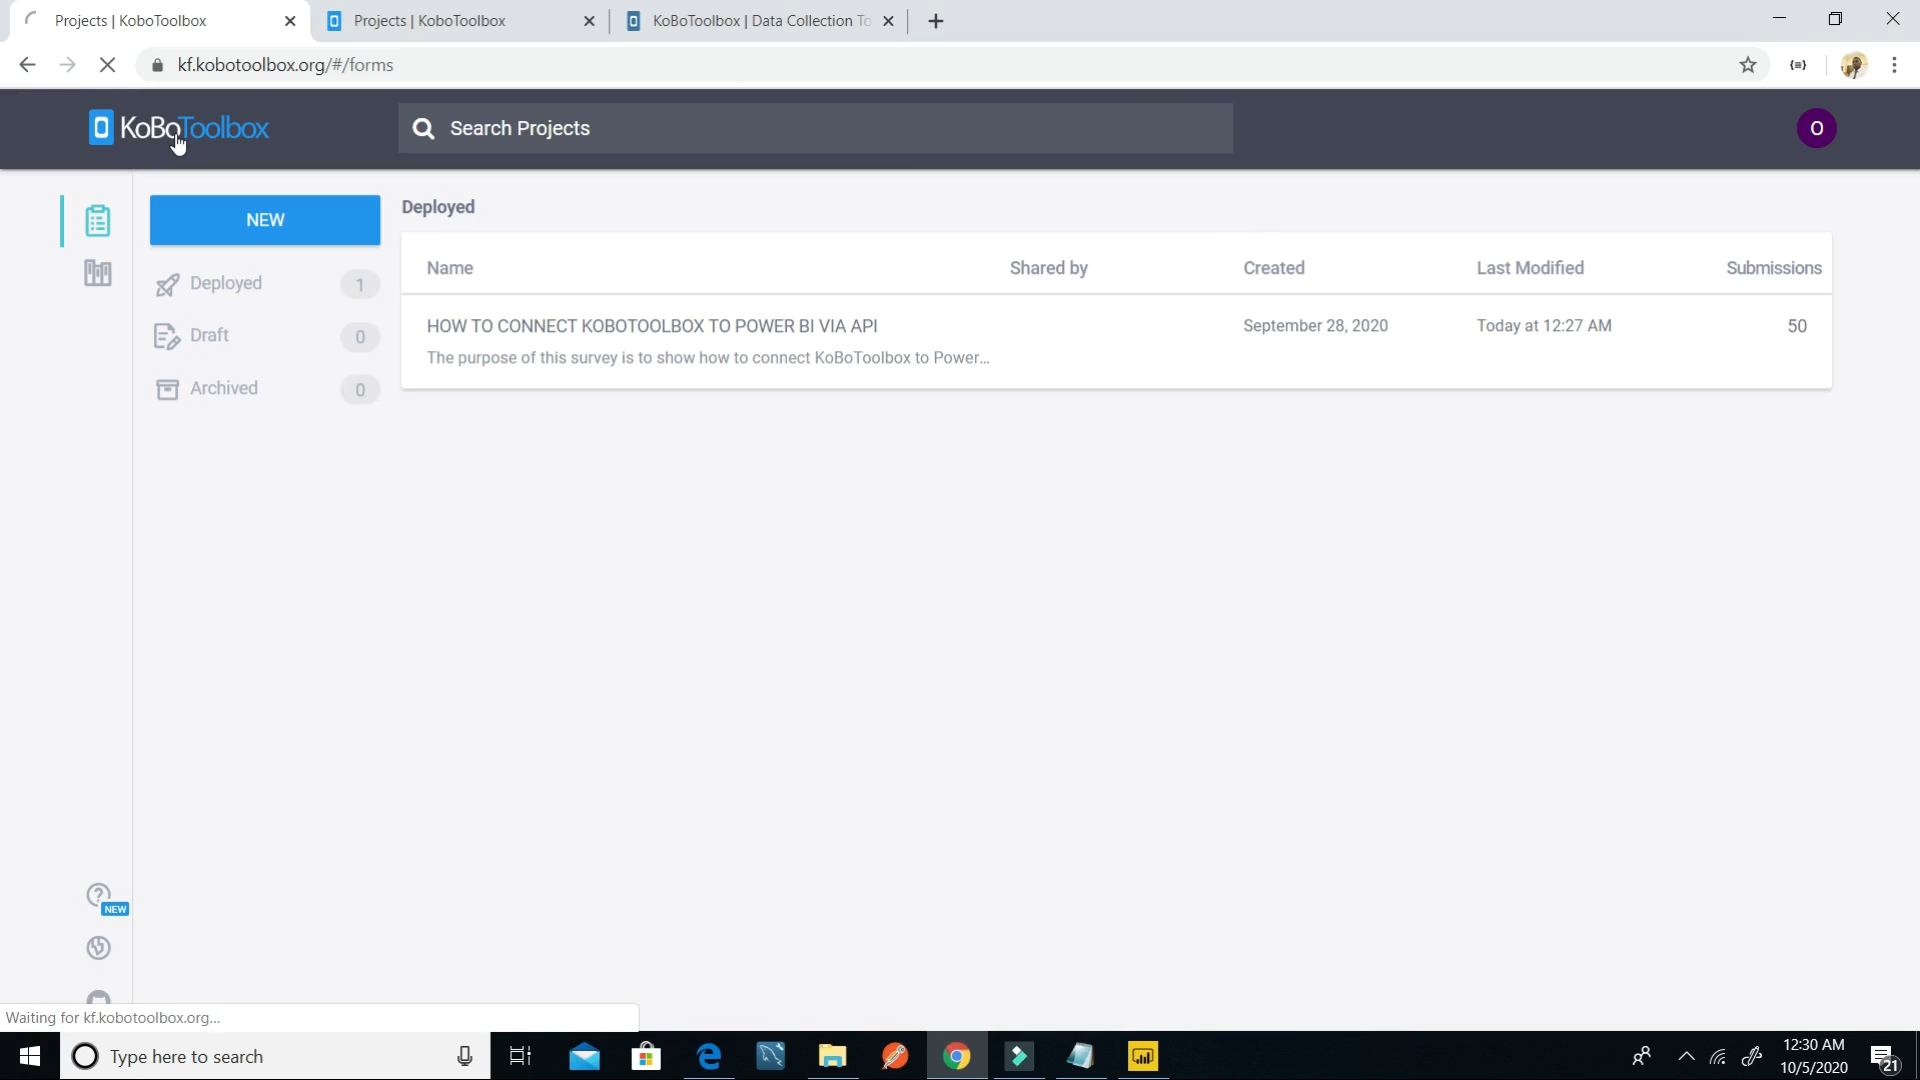 Projects | KoboToolbox
Projects | KoboToolbox
KoBoToolbox | Data Collection To
kf.kobotoolbox.org/#/forms
KoBoToolbox
Search Projects
O
NEW
Deployed
1
Draft
0
Archived
0
Deployed
Name
Shared by
Created
Last Modified
Submissions
HOW TO CONNECT KOBOTOOLBOX TO POWER BI VIA API
September 28, 2020
Today at 12:27 AM
50
The purpose of this survey is to show how to connect KoBoToolbox to Power...
NEW
Waiting for kf.kobotoolbox.org...
Type here to search
12:30 AM
10/5/2020
21